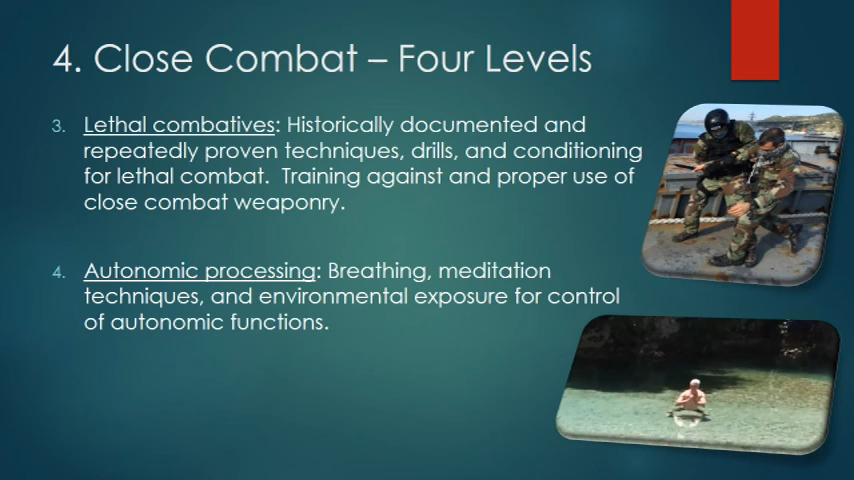 4. Close Combat – Four Levels
3. Lethal combatives: Historically documented and
repeatedly proven techniques, drills, and conditioning
for lethal combat.  Training against and proper use of
close combat weaponry.
4. Autonomic processing: Breathing, meditation
techniques, and environmental exposure for control
of autonomic functions.